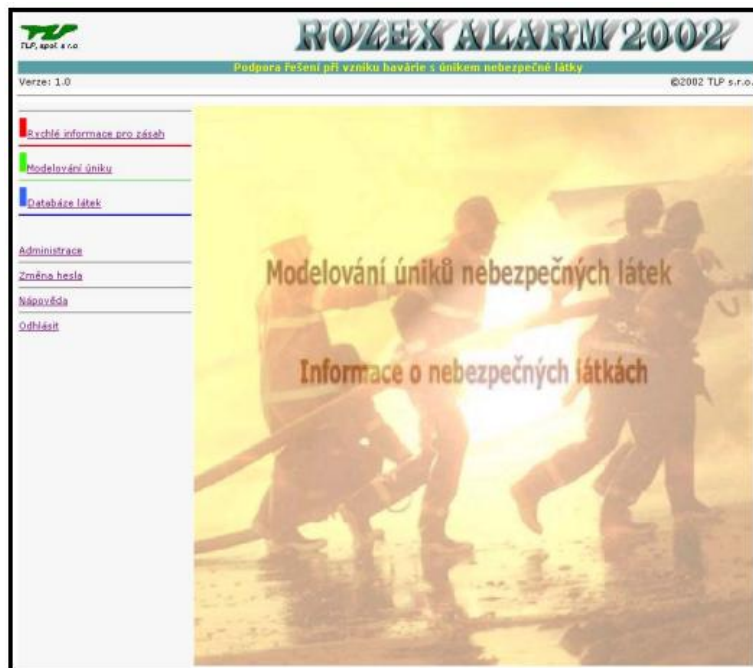 TLP, spol. s r.o.
ROZEX ALARM 2002
Podpora řešení při vzniku havárie s únikem nebezpečné látky
Verze: 1.0
©2002 TLP s.r.o.
Rychlé informace pro zásah
Modelování úniku
Databáze látek
Administrace
Změna hesla
Nápověda
Odhlásit
Modelování úniků nebezpečných látek
Informace o nebezpečných látkách